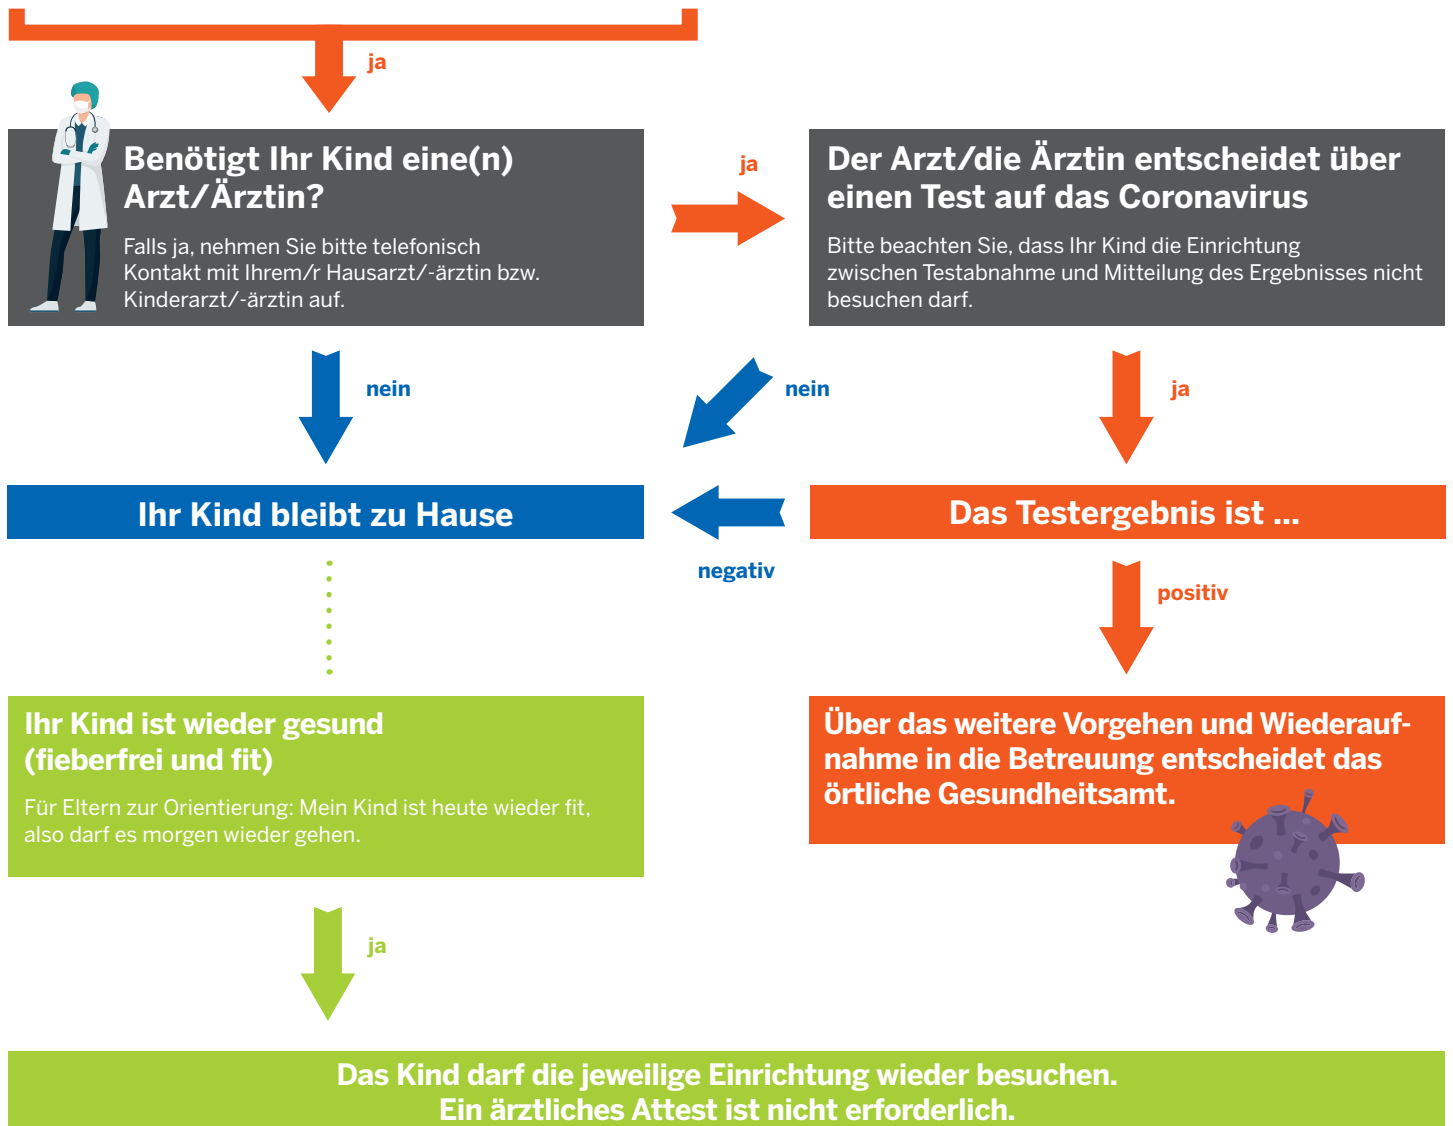 ja
Benötigt Ihr Kind eine(n)
Arzt/Ärztin?
Falls ja, nehmen Sie bitte telefonisch
Kontakt mit Ihrem/r Hausarzt/-ärztin bzw.
Kinderarzt/-ärztin auf.
ja
Der Arzt/die Ärztin entscheidet über
einen Test auf das Coronavirus
Bitte beachten Sie, dass Ihr Kind die Einrichtung
zwischen Testabnahme und Mitteilung des Ergebnisses nicht
besuchen darf.
nein
nein
ja
Ihr Kind bleibt zu Hause
Das Testergebnis ist ...
negativ
positiv
Ihr Kind ist wieder gesund
(fieberfrei und fit)
Für Eltern zur Orientierung: Mein Kind ist heute wieder fit,
also darf es morgen wieder gehen.
Über das weitere Vorgehen und Wiederauf-
nahme in die Betreuung entscheidet das
örtliche Gesundheitsamt.
ja
Das Kind darf die jeweilige Einrichtung wieder besuchen.
Ein ärztliches Attest ist nicht erforderlich.